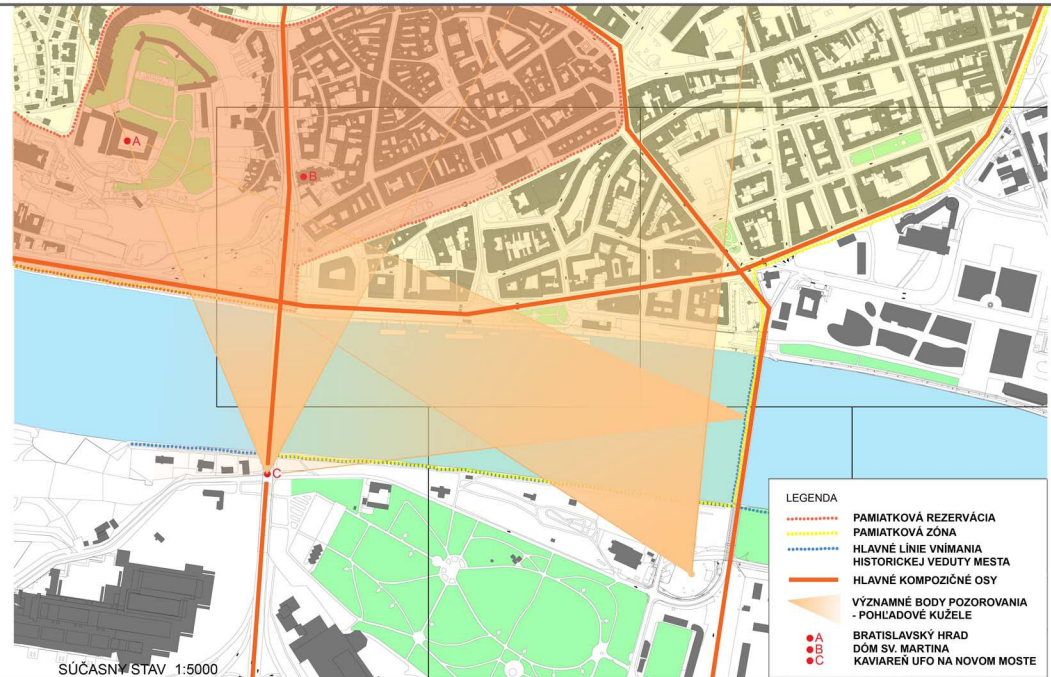 A
B
C
SÚČASNÝ STAV 1:5000
LEGENDA
PAMIATKOVÁ REZERVÁCIA
PAMIATKOVÁ ZÓNA
HLAVNÉ LÍNIE VNÍMANIA
HISTORICKEJ VEDUTY MESTA
HLAVNÉ KOMPOZIČNÉ OSY
VÝZNAMNÉ BODY POZOROVANIA
- POHĽADOVÉ KUŽELE
A BRATISLAVSKÝ HRAD
B DÓM SV. MARTINA
C KAVIAREŇ UFO NA NOVOM MOSTE